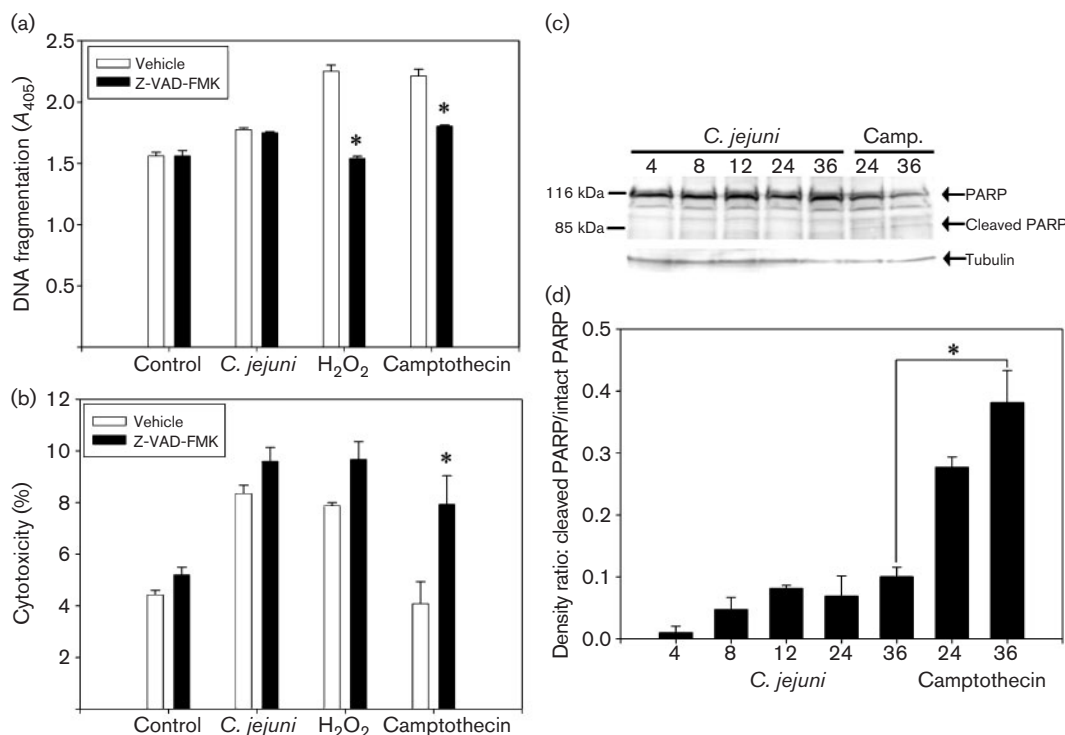 (a)
2.5
2.0
1.5
1.0
0.5
DNA fragmentation (A405)
Vehicle
Z-VAD-FMK
*
*
Control C. jejuni H2O2 Camptothecin
(b)
12
10
8
6
4
2
Cytotoxicity (%)
Vehicle
Z-VAD-FMK
*
Control C. jejuni H2O2 Camptothecin
(c)
C. jejuni Camp.
4 8 12 24 36 24 36
116 kDa
85 kDa
PARP
Cleaved PARP
Tubulin
(d)
0.5
0.4
0.3
0.2
0.1
0.0
Density ratio: cleaved PARP/intact PARP
*
4 8 12 24 36 24 36
C. jejuni Camptothecin